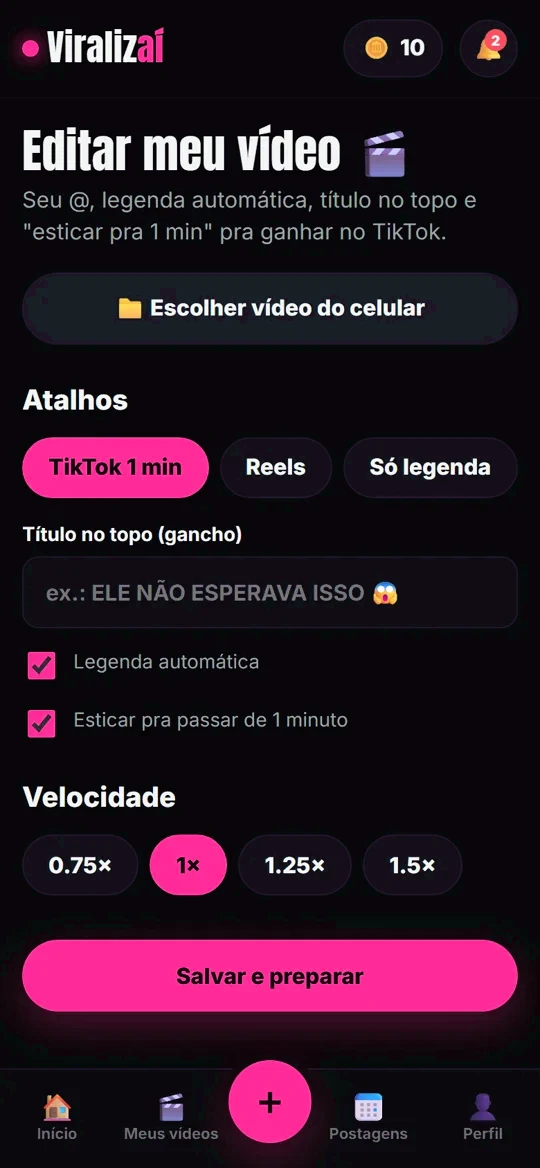 Viralizaí
10
2
Editar meu vídeo 🎬
Seu @, legenda automática, título no topo e
"esticar pra 1 min" pra ganhar no TikTok.
📁 Escolher vídeo do celular
Atalhos
TikTok 1 min
Reels
Só legenda
Título no topo (gancho)
ex.: ELE NÃO ESPERAVA ISSO 😱
Legenda automática
Esticar pra passar de 1 minuto
Velocidade
0.75×
1×
1.25×
1.5×
Salvar e preparar
+
Início
Meus vídeos
Postagens
Perfil